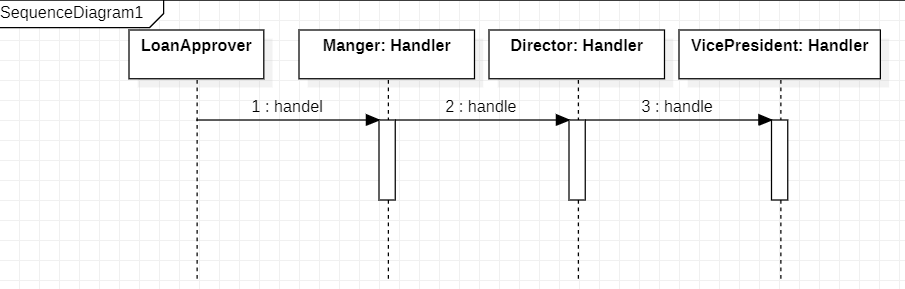 SequenceDiagram1
LoanApprover
Manger: Handler
Director: Handler
VicePresident: Handler
1 : handel
2 : handle
3 : handle